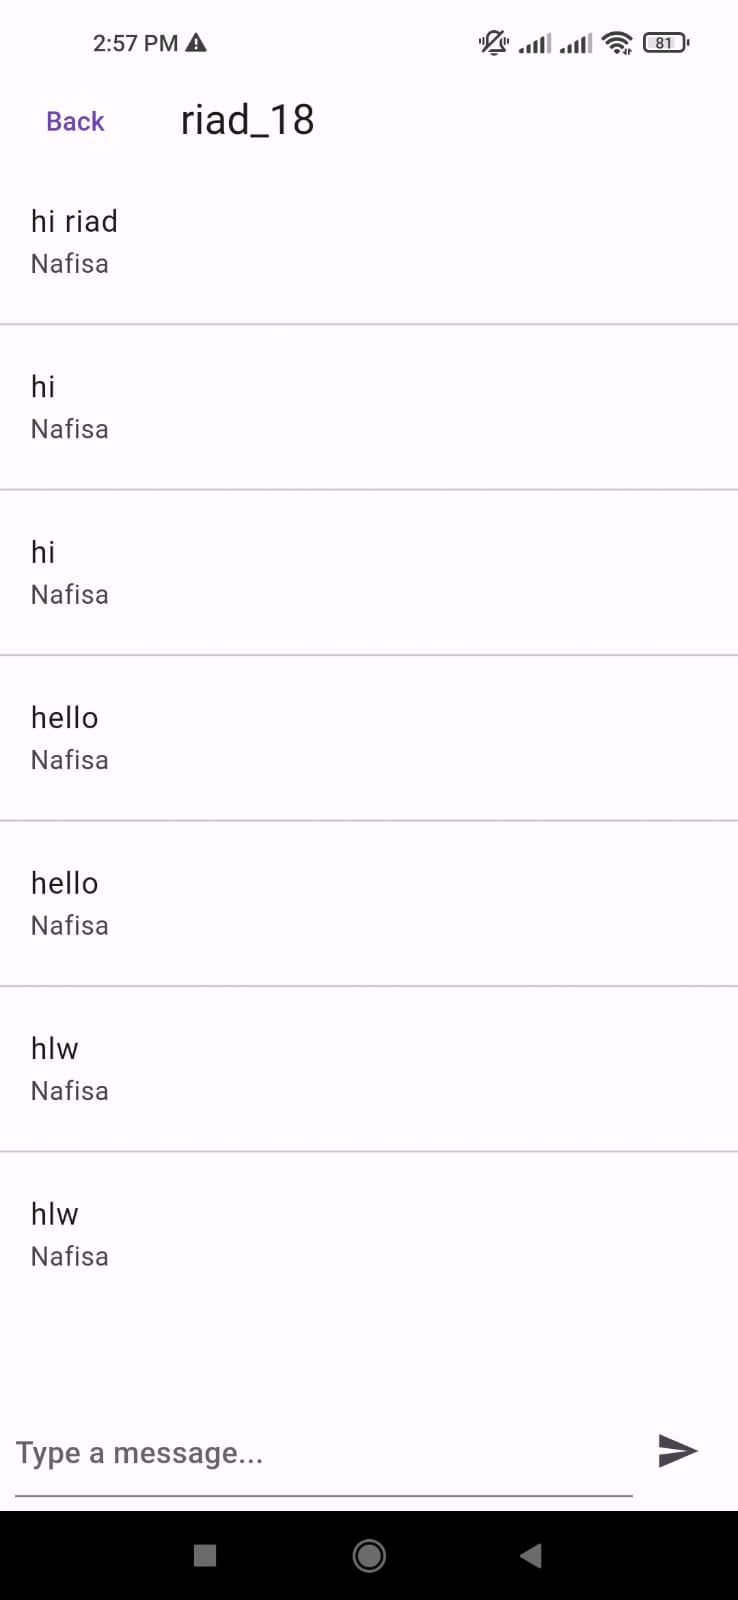 2:57 PM
81
Back riad_18
hi riad
Nafisa
hi
Nafisa
hi
Nafisa
hello
Nafisa
hello
Nafisa
hlw
Nafisa
hlw
Nafisa
Type a message...